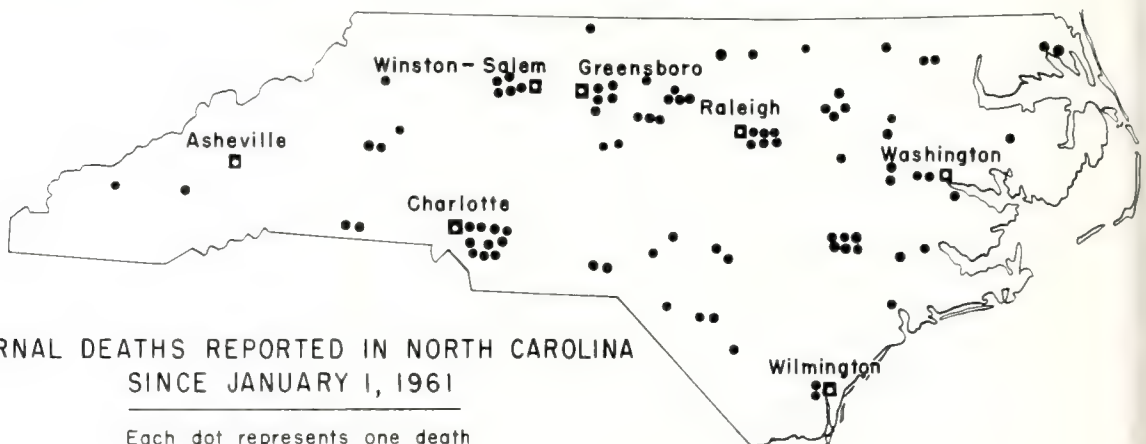 Winston-Salem
Greensboro
Raleigh
Asheville
Washington
Charlotte
RNAL DEATHS REPORTED IN NORTH CAROLINA
SINCE JANUARY 1, 1961
Wilmington
Each dot represents one death